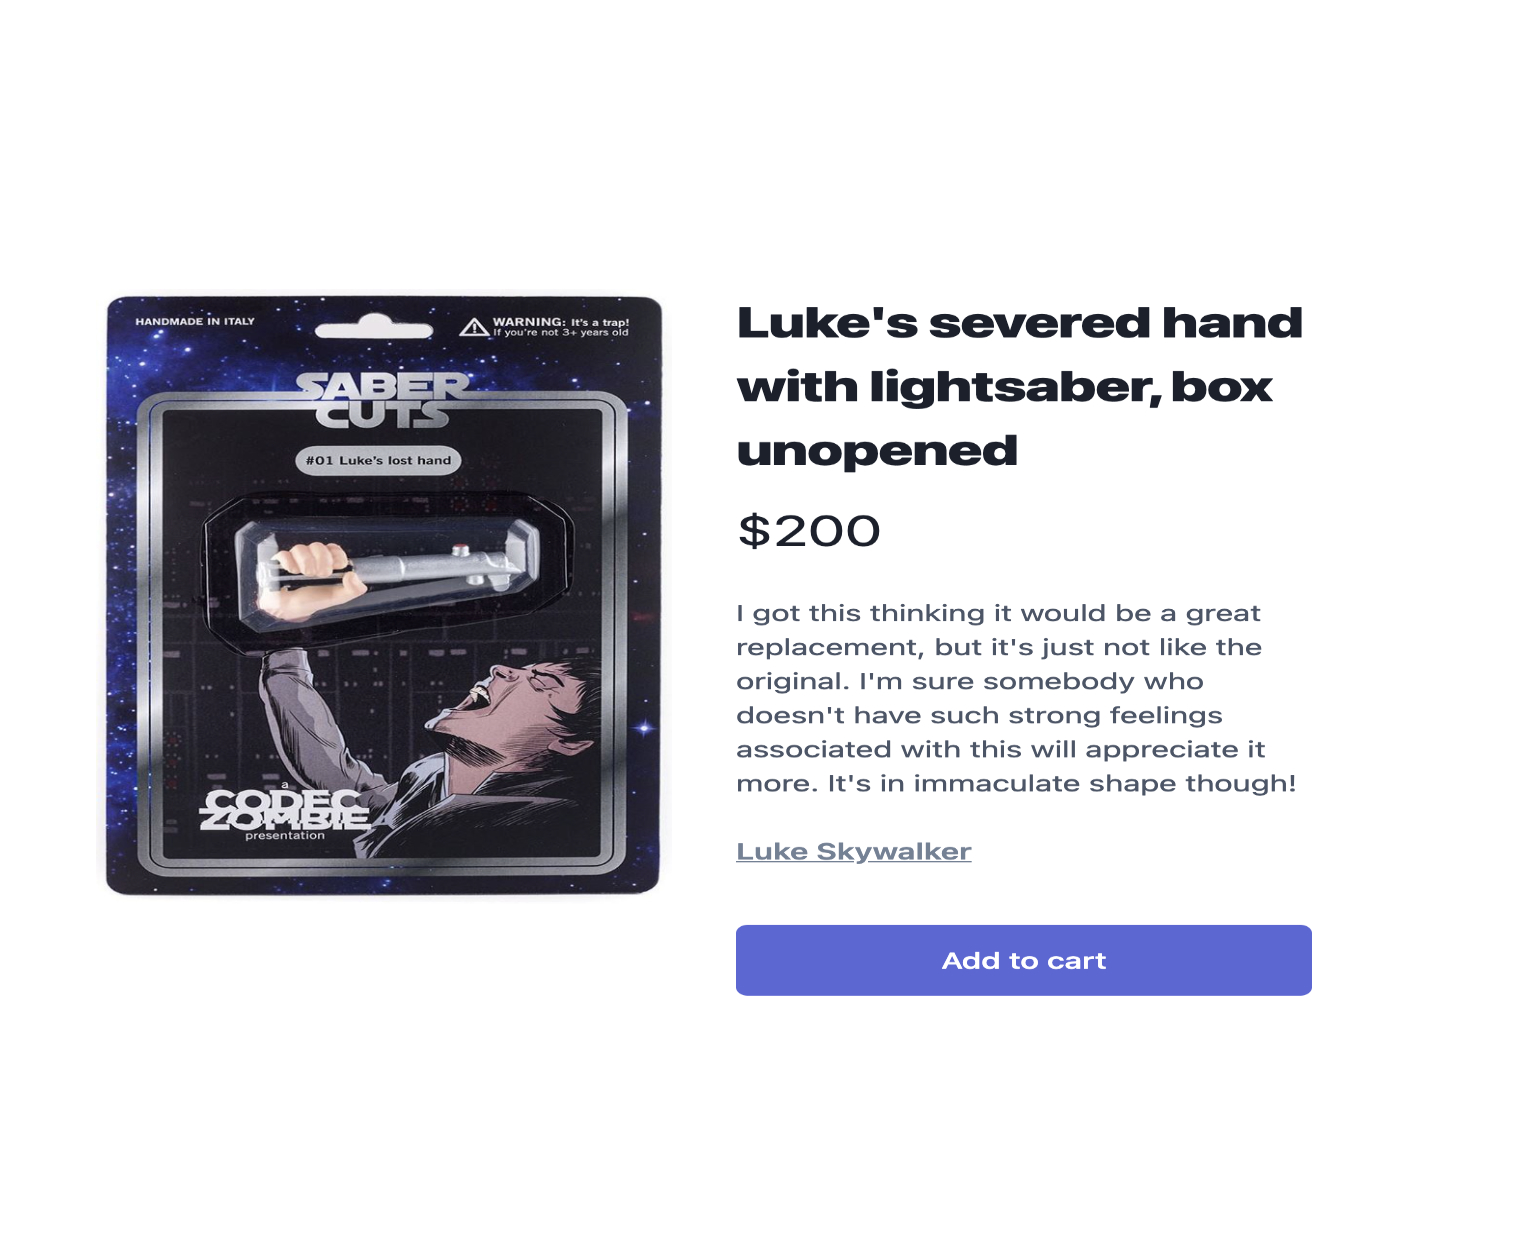 HANDMADE IN ITALY
WARNING: It's a trap!
If you're not 3+ years old
SABER
CUTS
#01 Luke's lost hand
a
CODEC
ZOMBIE
presentation
Luke's severed hand
with lightsaber, box
unopened
$200
I got this thinking it would be a great
replacement, but it's just not like the
original. I'm sure somebody who
doesn't have such strong feelings
associated with this will appreciate it
more. It's in immaculate shape though!
Luke Skywalker
Add to cart